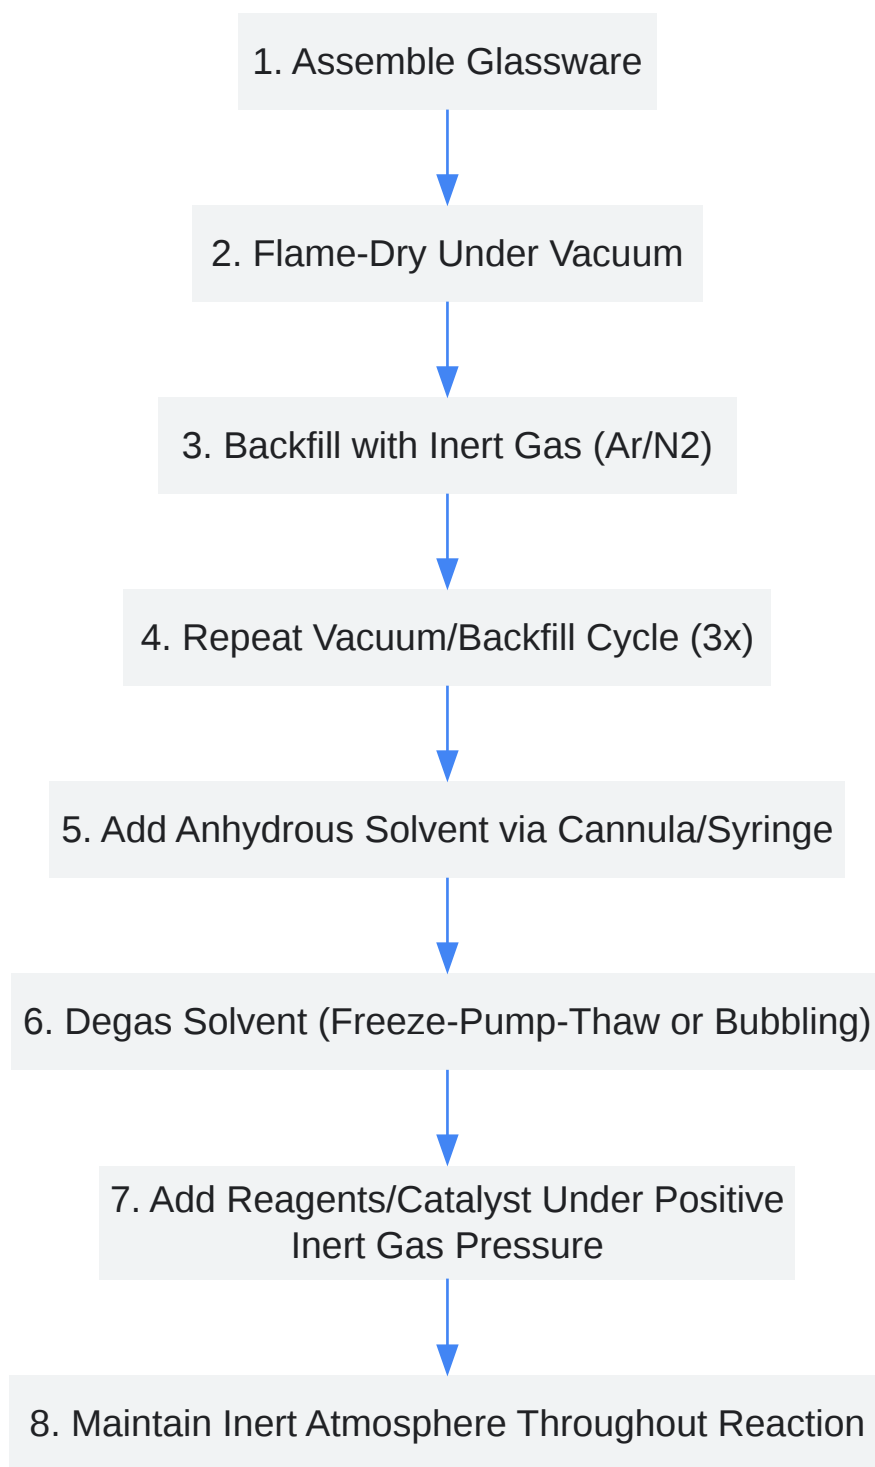 1. Assemble Glassware
2. Flame-Dry Under Vacuum
3. Backfill with Inert Gas (Ar/N2)
4. Repeat Vacuum/Backfill Cycle (3x)
5. Add Anhydrous Solvent via Cannula/Syringe
6. Degas Solvent (Freeze-Pump-Thaw or Bubbling)
7. Add Reagents/Catalyst Under Positive
Inert Gas Pressure
8. Maintain Inert Atmosphere Throughout Reaction